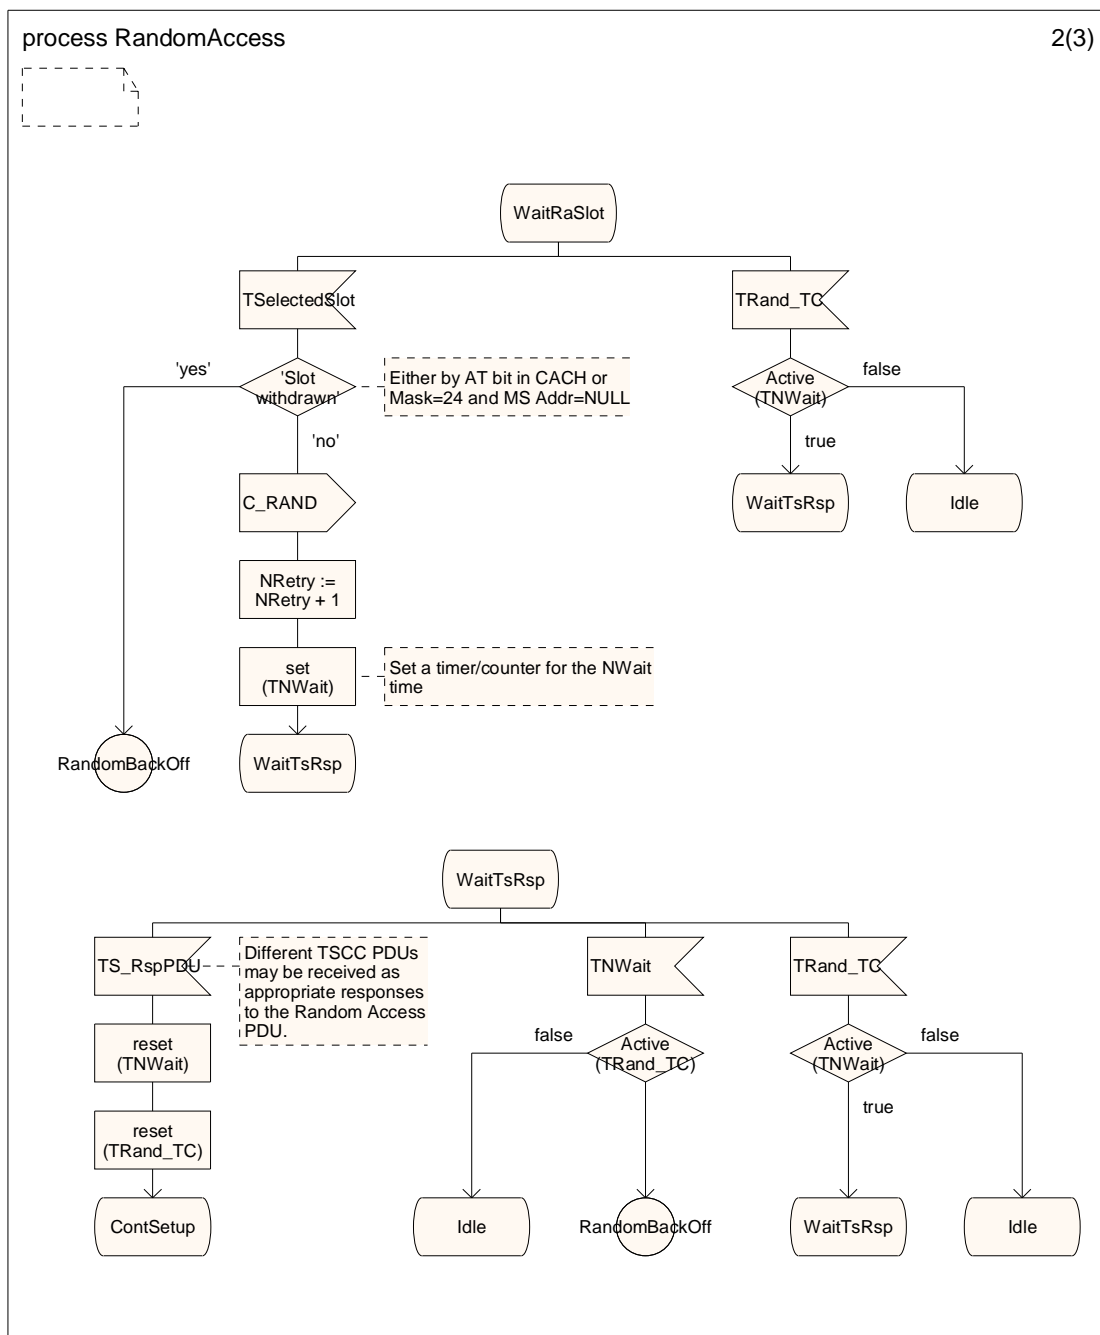 process RandomAccess
2(3)
WaitRaSlot
TSelectedSlot
TRand_TC
'yes'
'Slot
withdrawn'
Either by AT bit in CACH or
Mask=24 and MS Addr=NULL
Active
(TNWait)
false
'no'
true
C_RAND
WaitTsRsp
Idle
NRetry :=
NRetry + 1
set
(TNWait)
Set a timer/counter for the NWait
time
RandomBackOff
WaitTsRsp
WaitTsRsp
TS_RspPDU
Different TSCC PDUs
may be received as
appropriate responses
to the Random Access
PDU.
TNWait
TRand_TC
reset
(TNWait)
false
Active
(TRand_TC)
Active
(TNWait)
false
true
reset
(TRand_TC)
ContSetup
Idle
RandomBackOff
WaitTsRsp
Idle